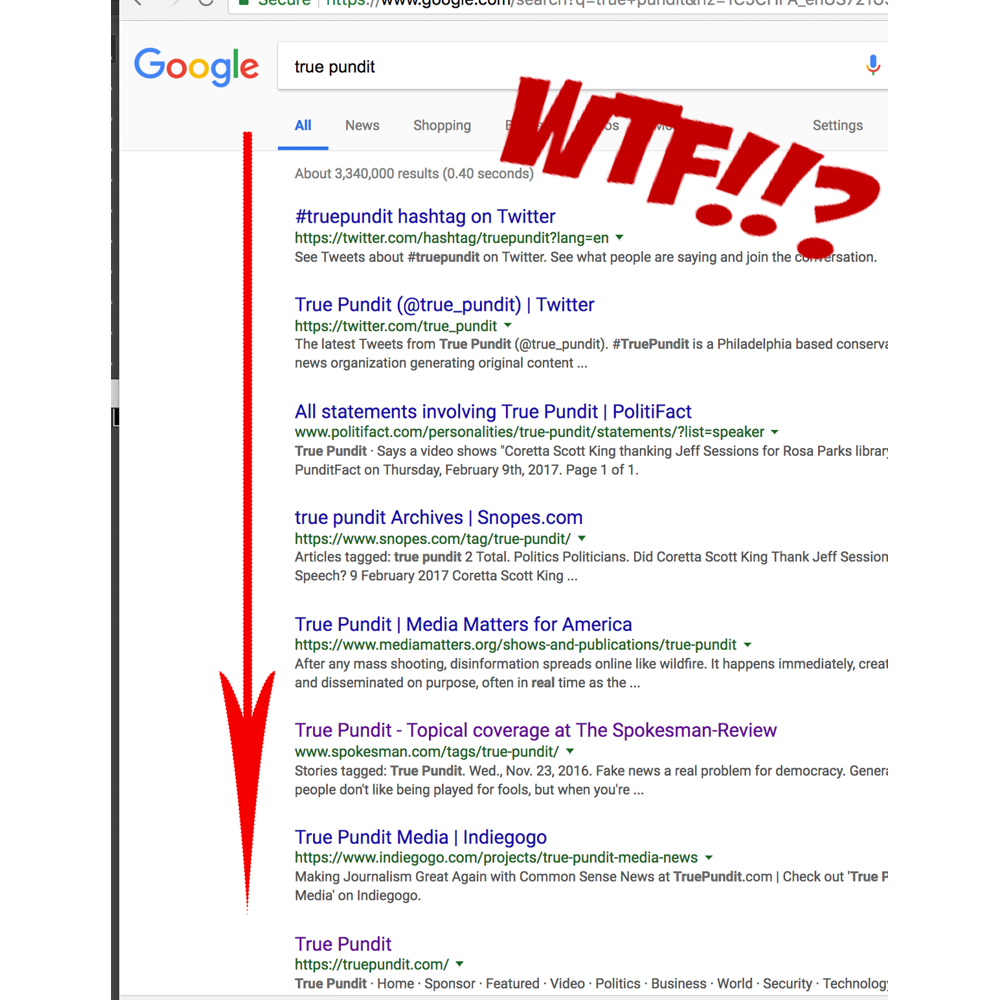 Secure https://www.google.com/search?q=true+pundit&rlz=1C5CHFA_enUS721US
Google
true pundit
All News Shopping Settings
WTF!!?
About 3,340,000 results (0.40 seconds)
#truepundit hashtag on Twitter
https://twitter.com/hashtag/truepundit?lang=en
See Tweets about #truepundit on Twitter. See what people are saying and join the conversation.
True Pundit (@true_pundit) | Twitter
https://twitter.com/true_pundit
The latest Tweets from True Pundit (@true_pundit). #TruePundit is a Philadelphia based conserva
news organization generating original content ...
All statements involving True Pundit | PolitiFact
www.politifact.com/personalities/true-pundit/statements/?list=speaker
True Pundit · Says a video shows "Coretta Scott King thanking Jeff Sessions for Rosa Parks library
PunditFact on Thursday, February 9th, 2017. Page 1 of 1.
true pundit Archives | Snopes.com
https://www.snopes.com/tag/true-pundit/
Articles tagged: true pundit 2 Total. Politics Politicians. Did Coretta Scott King Thank Jeff Session
Speech? 9 February 2017 Coretta Scott King ...
True Pundit | Media Matters for America
https://www.mediamatters.org/shows-and-publications/true-pundit
After any mass shooting, disinformation spreads online like wildfire. It happens immediately, creat
and disseminated on purpose, often in real time as the ...
True Pundit - Topical coverage at The Spokesman-Review
www.spokesman.com/tags/true-pundit/
Stories tagged: True Pundit. Wed., Nov. 23, 2016. Fake news a real problem for democracy. Genera
people don't like being played for fools, but when you're ...
True Pundit Media | Indiegogo
https://www.indiegogo.com/projects/true-pundit-media-news
Making Journalism Great Again with Common Sense News at TruePundit.com | Check out 'True P
Media' on Indiegogo.
True Pundit
https://truepundit.com/
True Pundit · Home · Sponsor · Featured · Video · Politics · Business · World · Security · Technology